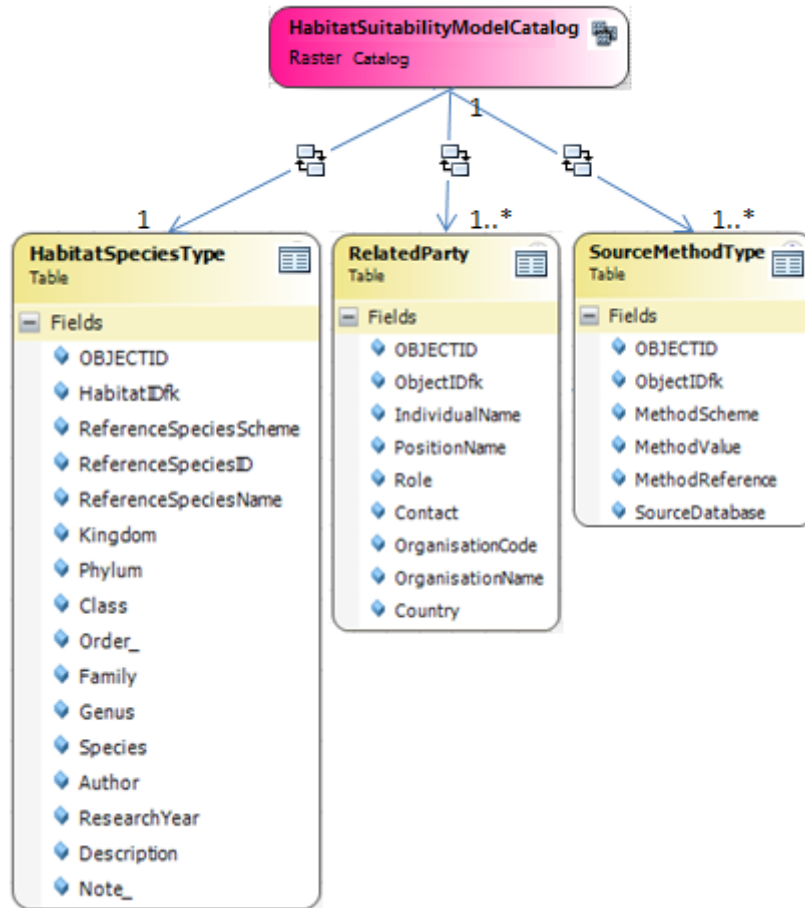 HabitatSuitabilityModelCatalog
Raster Catalog
1
1
1..*
1..*
HabitatSpeciesType
Table
Fields
OBJECTID
HabitatIDfk
ReferenceSpeciesScheme
ReferenceSpeciesID
ReferenceSpeciesName
Kingdom
Phylum
Class
Order_
Family
Genus
Species
Author
ResearchYear
Description
Note_
RelatedParty
Table
Fields
OBJECTID
ObjectIDfk
IndividualName
PositionName
Role
Contact
OrganisationCode
OrganisationName
Country
SourceMethodType
Table
Fields
OBJECTID
ObjectIDfk
MethodScheme
MethodValue
MethodReference
SourceDatabase